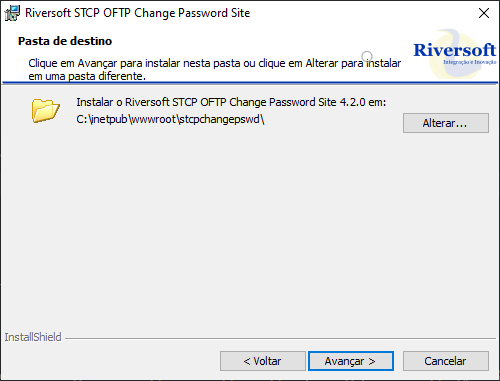 Riversoft STCP OFTP Change Password Site
Pasta de destino
Clique em Avançar para instalar nesta pasta ou clique em Alterar para instalar
em uma pasta diferente.
Riversoft
Integração e Inovação
Instalar o Riversoft STCP OFTP Change Password Site 4.2.0 em:
C:\inetpub\wwwroot\stcpchangepswd\
Alterar...
InstallShield
< Voltar
Avançar >
Cancelar